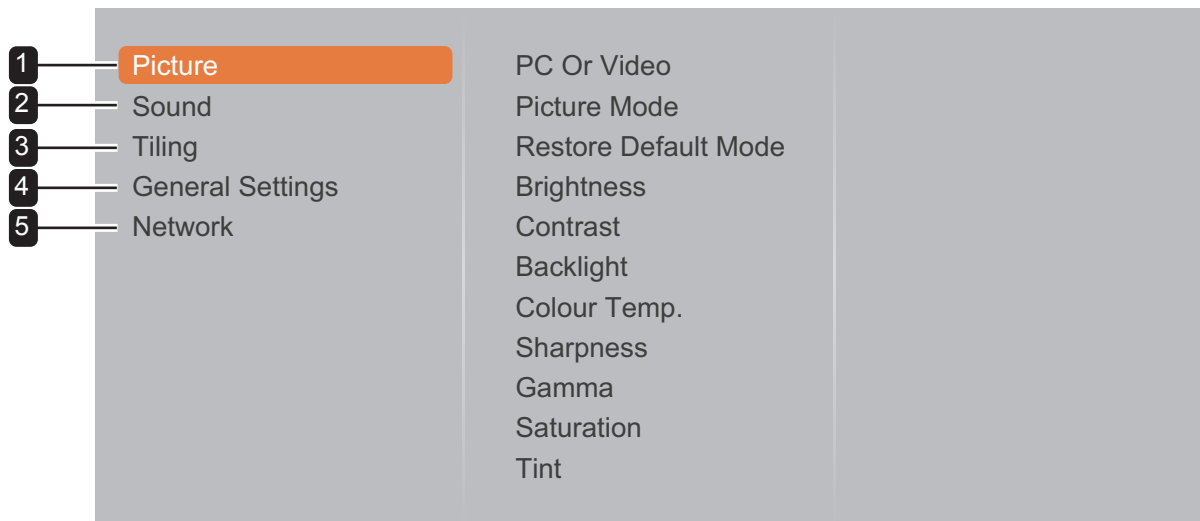 1 Picture
2 Sound
3 Tiling
4 General Settings
5 Network
PC Or Video
Picture Mode
Restore Default Mode
Brightness
Contrast
Backlight
Colour Temp.
Sharpness
Gamma
Saturation
Tint